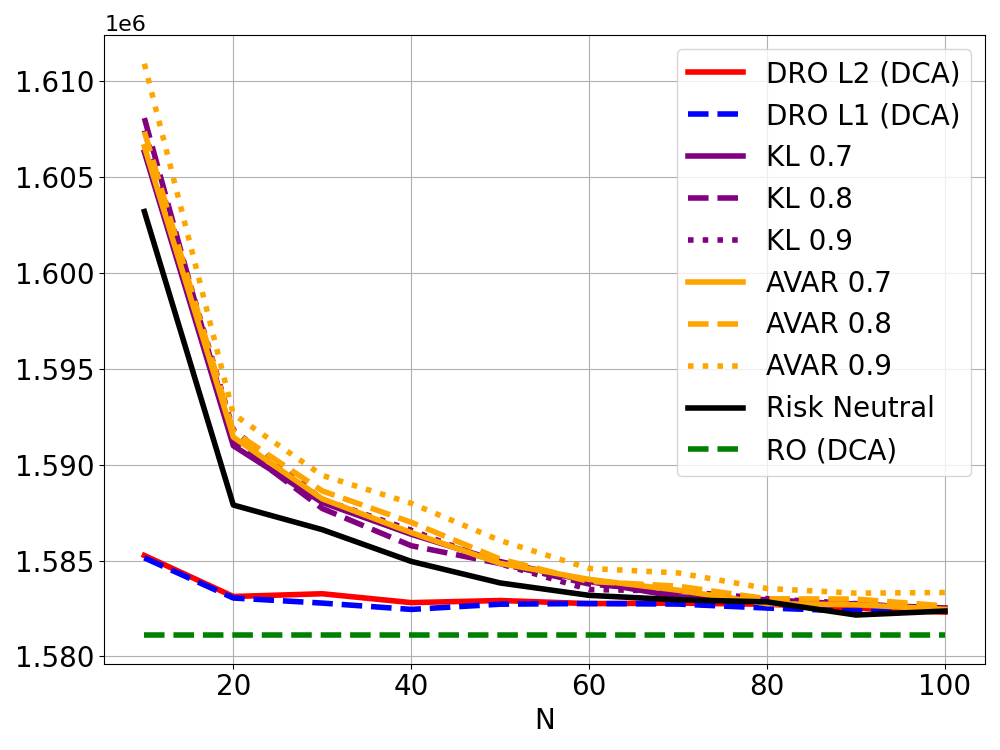 1e6
1.610
1.605
1.600
1.595
1.590
1.585
1.580
20 40 60 80 100
N
DRO L2 (DCA)
DRO L1 (DCA)
KL 0.7
KL 0.8
KL 0.9
AVAR 0.7
AVAR 0.8
AVAR 0.9
Risk Neutral
RO (DCA)